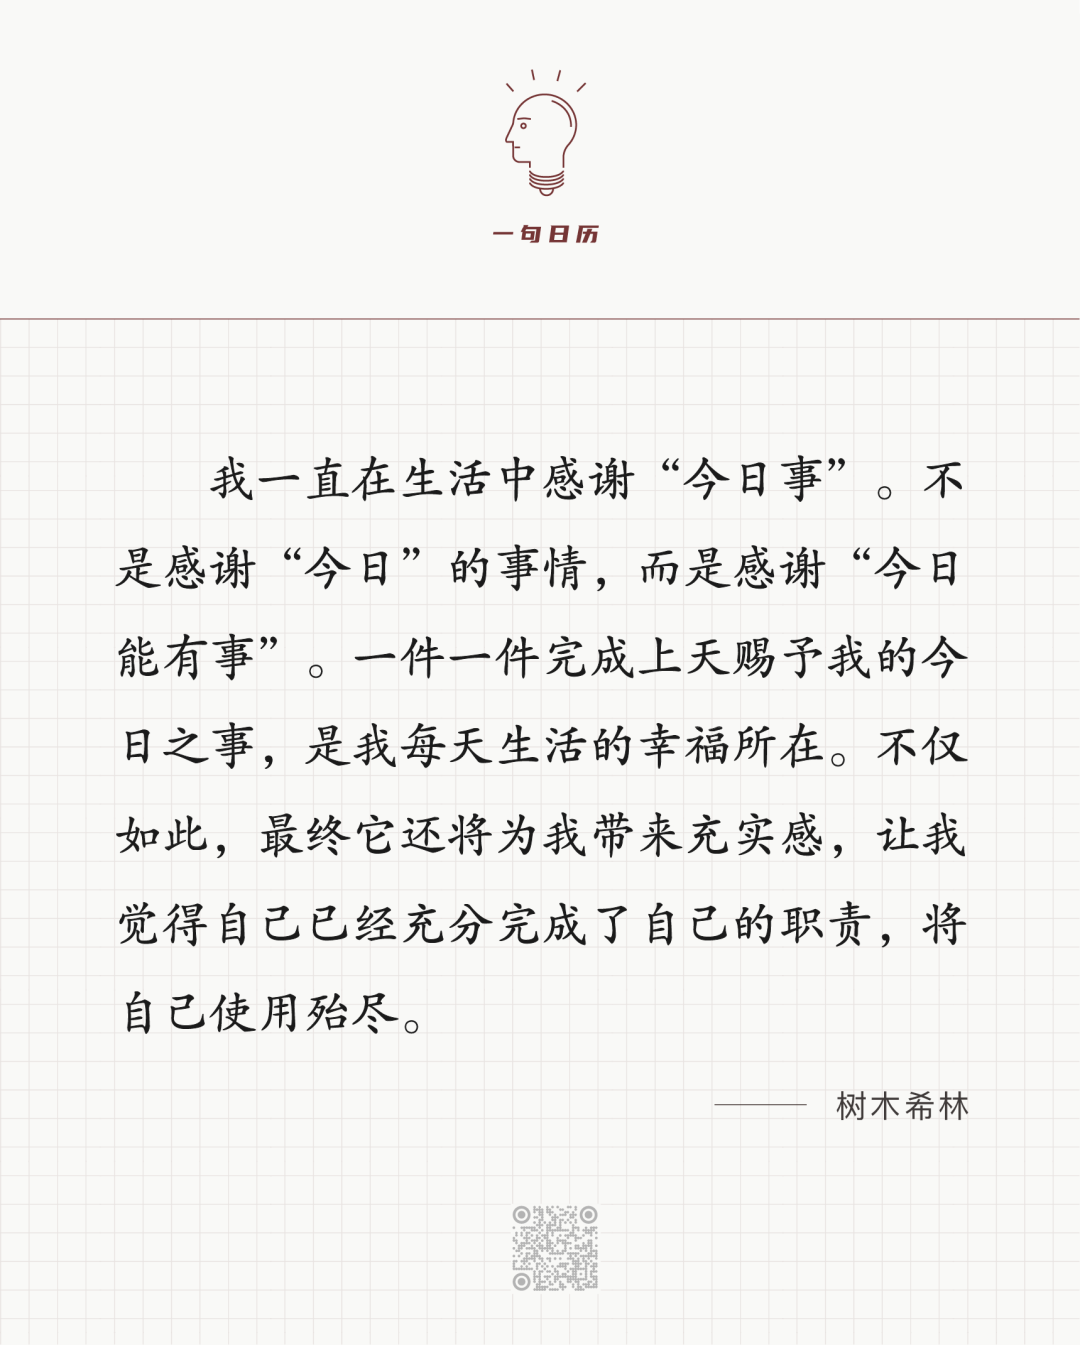 一句日历
我一直在生活中感谢“今日事”。不
是感谢“今日”的事情，而是感谢“今日
能有事”。一件一件完成上天赐予我的今
日之事，是我每天生活的幸福所在。不仅
如此，最终它还将为我带来充实感，让我
觉得自己已经充分完成了自己的职责，将
自己使用殆尽。
—— 树木希林